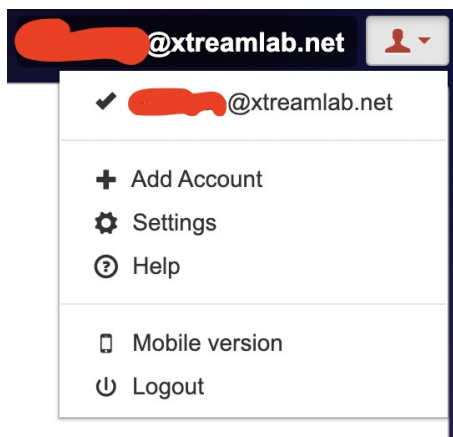 @xtreamlab.net
@xtreamlab.net
Add Account
Settings
Help
Mobile version
Logout